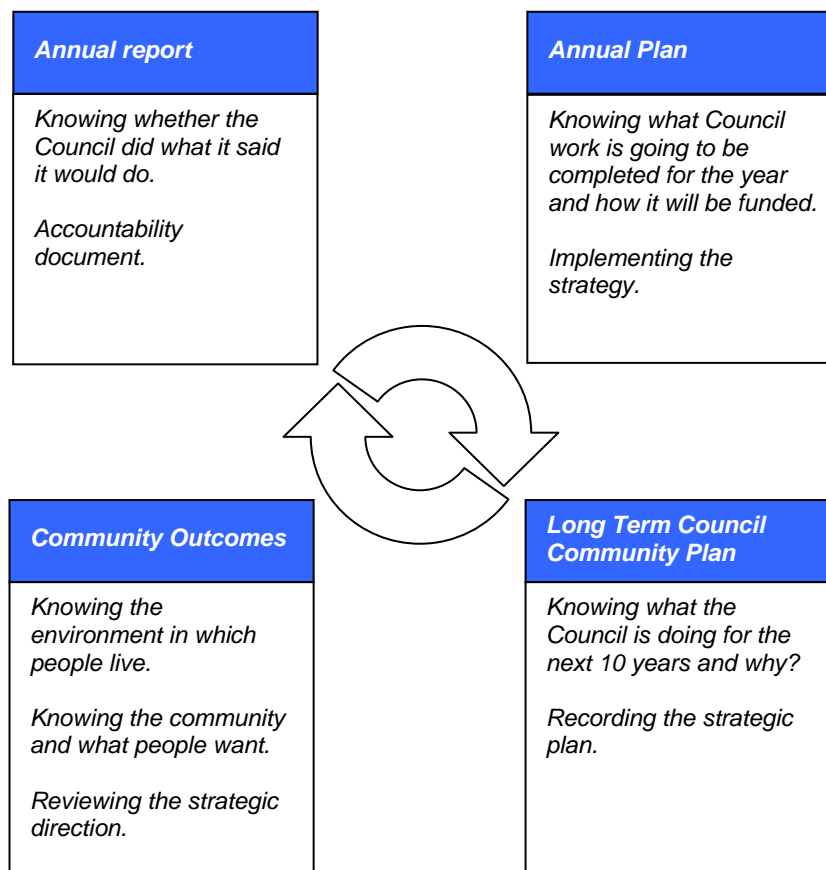 Annual report
Knowing whether the
Council did what it said
it would do.
Accountability
document.
Annual Plan
Knowing what Council
work is going to be
completed for the year
and how it will be funded.
Implementing the
strategy.
Community Outcomes
Knowing the
environment in which
people live.
Knowing the community
and what people want.
Reviewing the strategic
direction.
Long Term Council
Community Plan
Knowing what the
Council is doing for the
next 10 years and why?
Recording the strategic
plan.